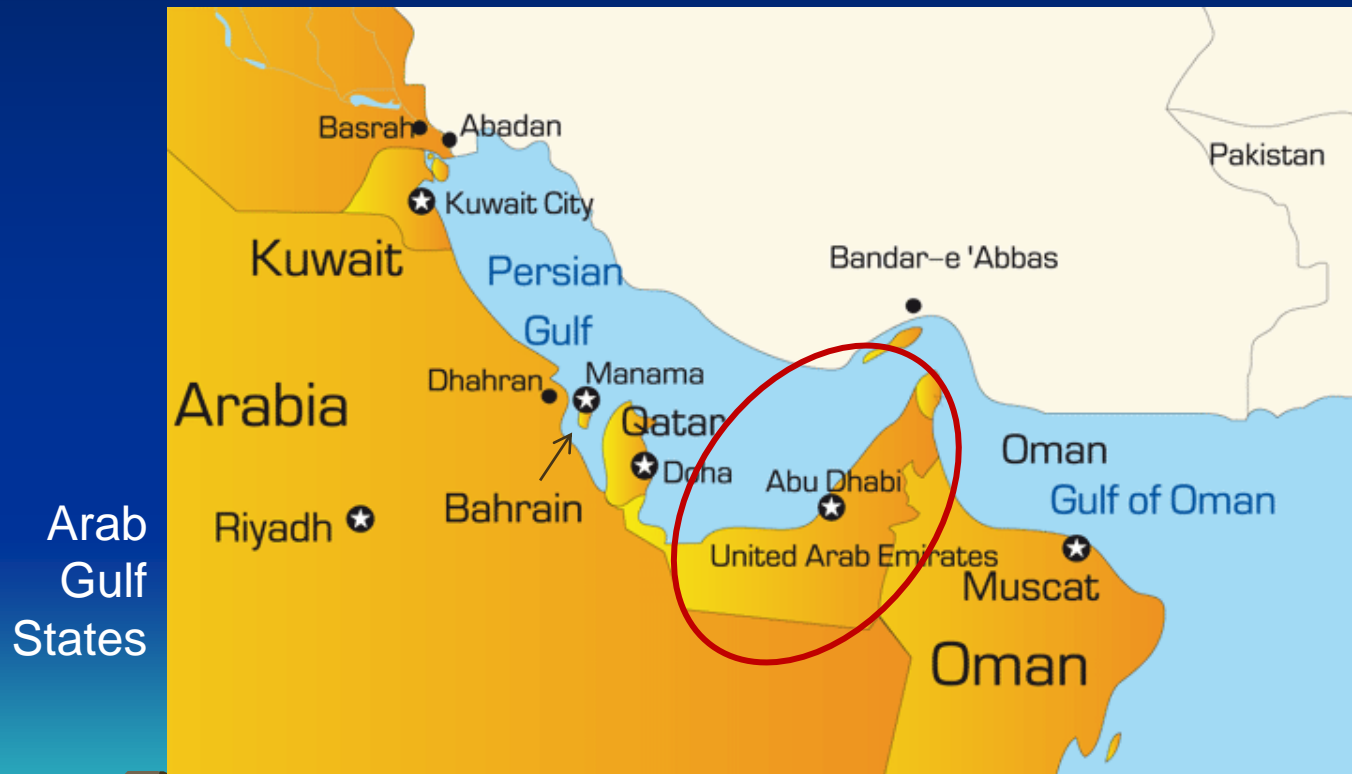 Arab
Gulf
States
Basrah
Abadan
Pakistan
Kuwait City
Kuwait
Persian
Gulf
Bandar-e 'Abbas
Dhahran
Manama
Arabia
Qatar
Dona
Oman
Abu Dhabi
Gulf of Oman
Bahrain
Riyadh
United Arab Emirates
Muscat
Oman